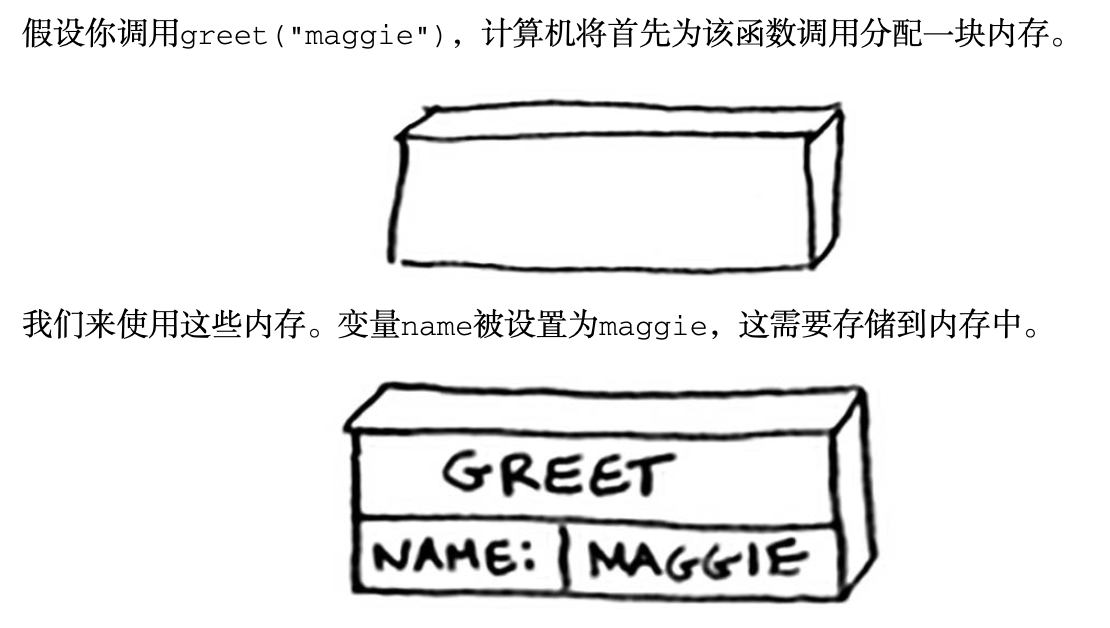 假设你调用greet("maggie")，计算机将首先为该函数调用分配一块内存。
我们来使用这些内存。变量name被设置为maggie，这需要存储到内存中。
GREET
NAME: MAGGIE